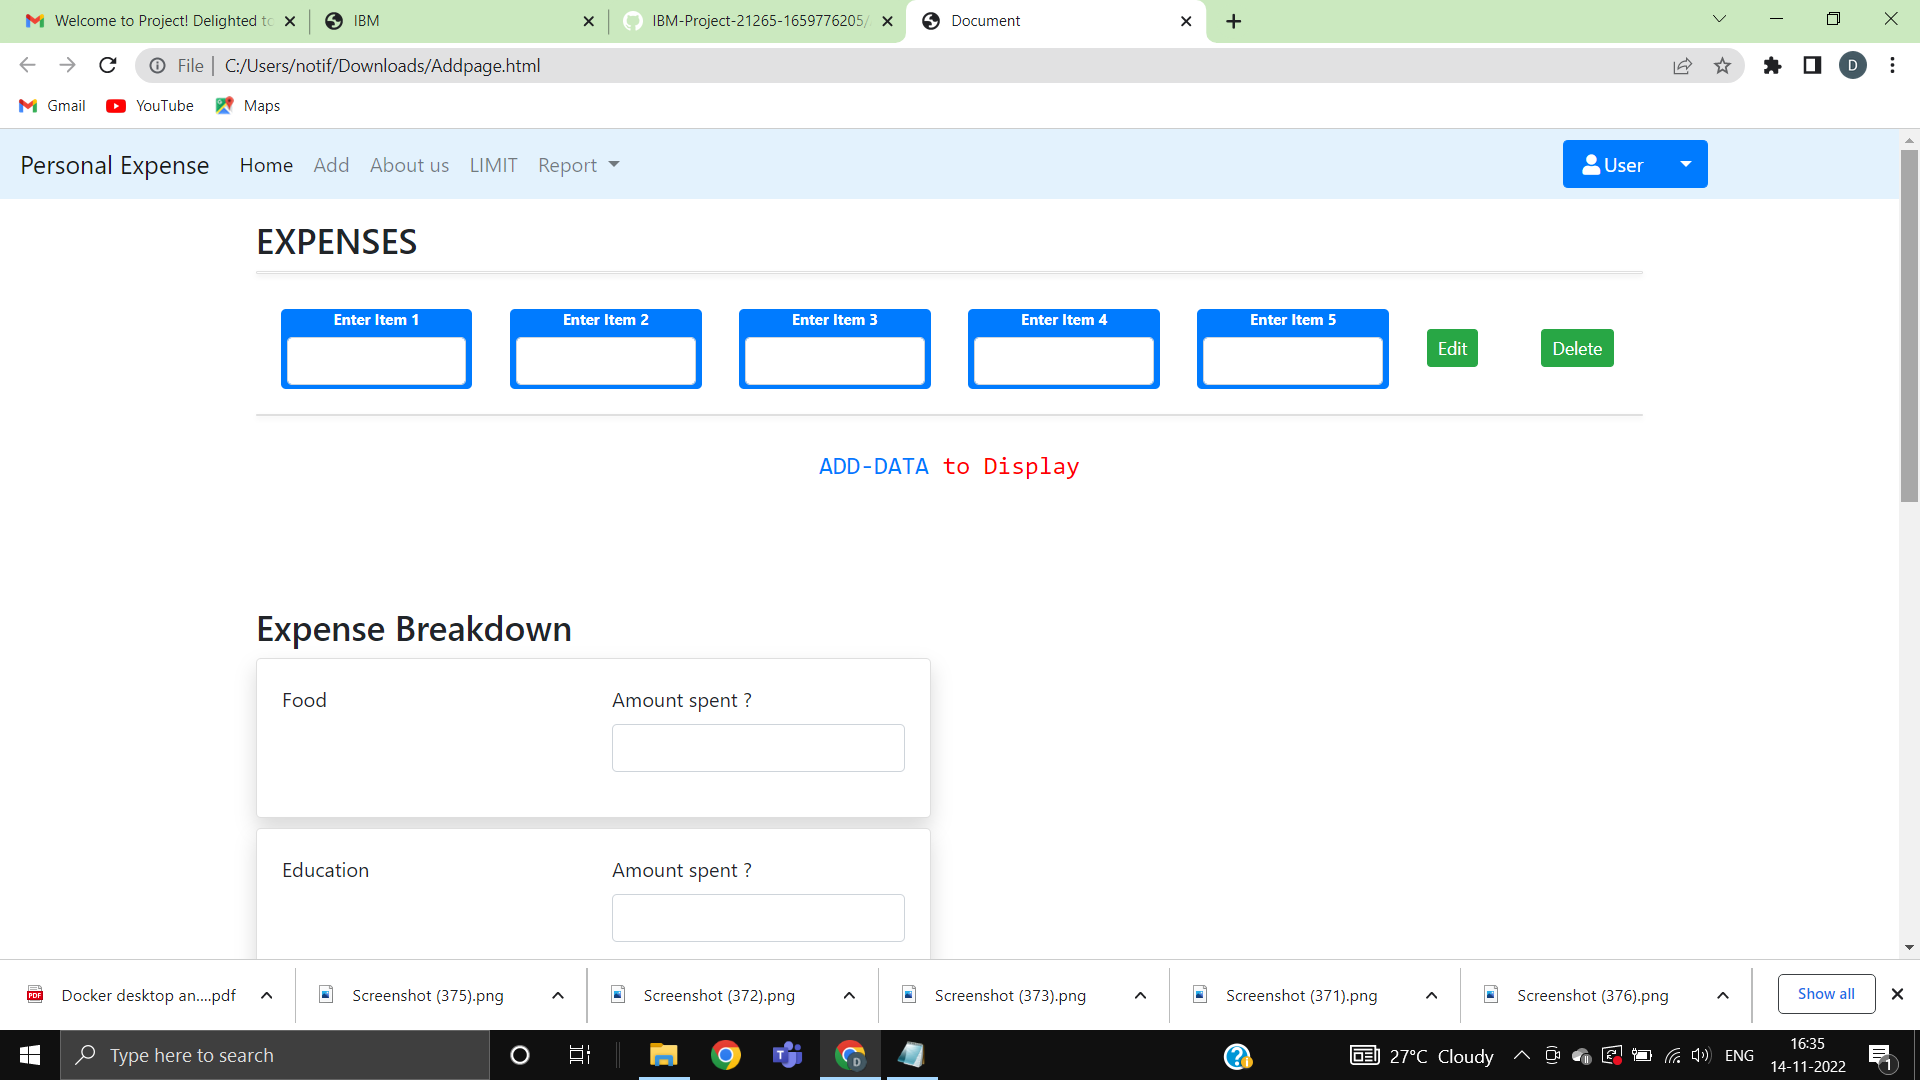 Welcome to Project! Delighted to
IBM
IBM-Project-21265-1659776205/
Document
File
C:/Users/notif/Downloads/Addpage.html
D
Gmail
YouTube
Maps
Personal Expense
Home
Add
About us
LIMIT
Report
User
EXPENSES
Enter Item 1
Enter Item 2
Enter Item 3
Enter Item 4
Enter Item 5
Edit
Delete
ADD-DATA to Display
Expense Breakdown
Food
Amount spent ?
Education
Amount spent ?
Docker desktop an....pdf
Screenshot (375).png
Screenshot (372).png
Screenshot (373).png
Screenshot (371).png
Screenshot (376).png
Show all
Type here to search
27°C Cloudy
ENG
16:35
14-11-2022
1